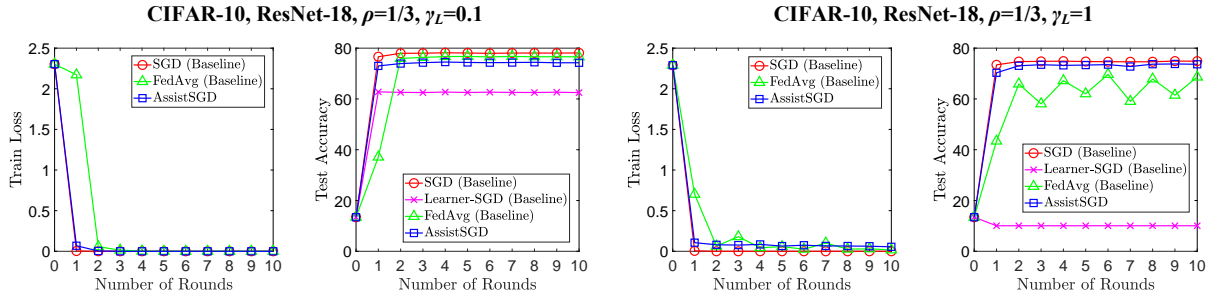 CIFAR-10, ResNet-18, ρ=1/3, γL=0.1
CIFAR-10, ResNet-18, ρ=1/3, γL=1
Train Loss
2.5
2
1.5
1
0.5
0
0 1 2 3 4 5 6 7 8 9 10
Number of Rounds
SGD (Baseline)
FedAvg (Baseline)
AssistSGD
Test Accuracy
80
60
40
20
0
0 1 2 3 4 5 6 7 8 9 10
Number of Rounds
SGD (Baseline)
Learner-SGD (Baseline)
FedAvg (Baseline)
AssistSGD
Train Loss
2.5
2
1.5
1
0.5
0
0 1 2 3 4 5 6 7 8 9 10
Number of Rounds
SGD (Baseline)
FedAvg (Baseline)
AssistSGD
Test Accuracy
80
60
40
20
0
0 1 2 3 4 5 6 7 8 9 10
Number of Rounds
SGD (Baseline)
Learner-SGD (Baseline)
FedAvg (Baseline)
AssistSGD